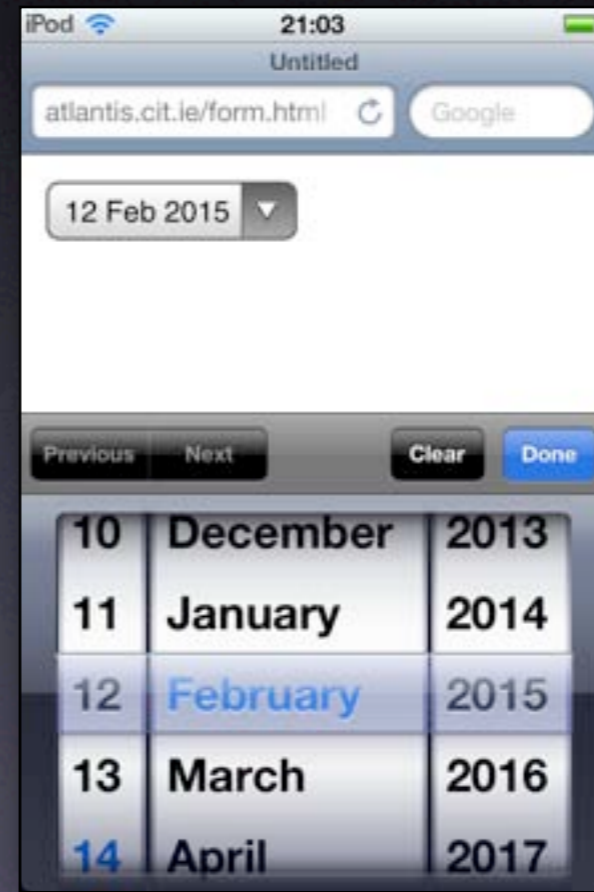 iPod 21:03
Untitled
atlantis.cit.ie/form.html Google
12 Feb 2015
Previous Next Clear Done
10 December 2013
11 January 2014
12 February 2015
13 March 2016
14 April 2017